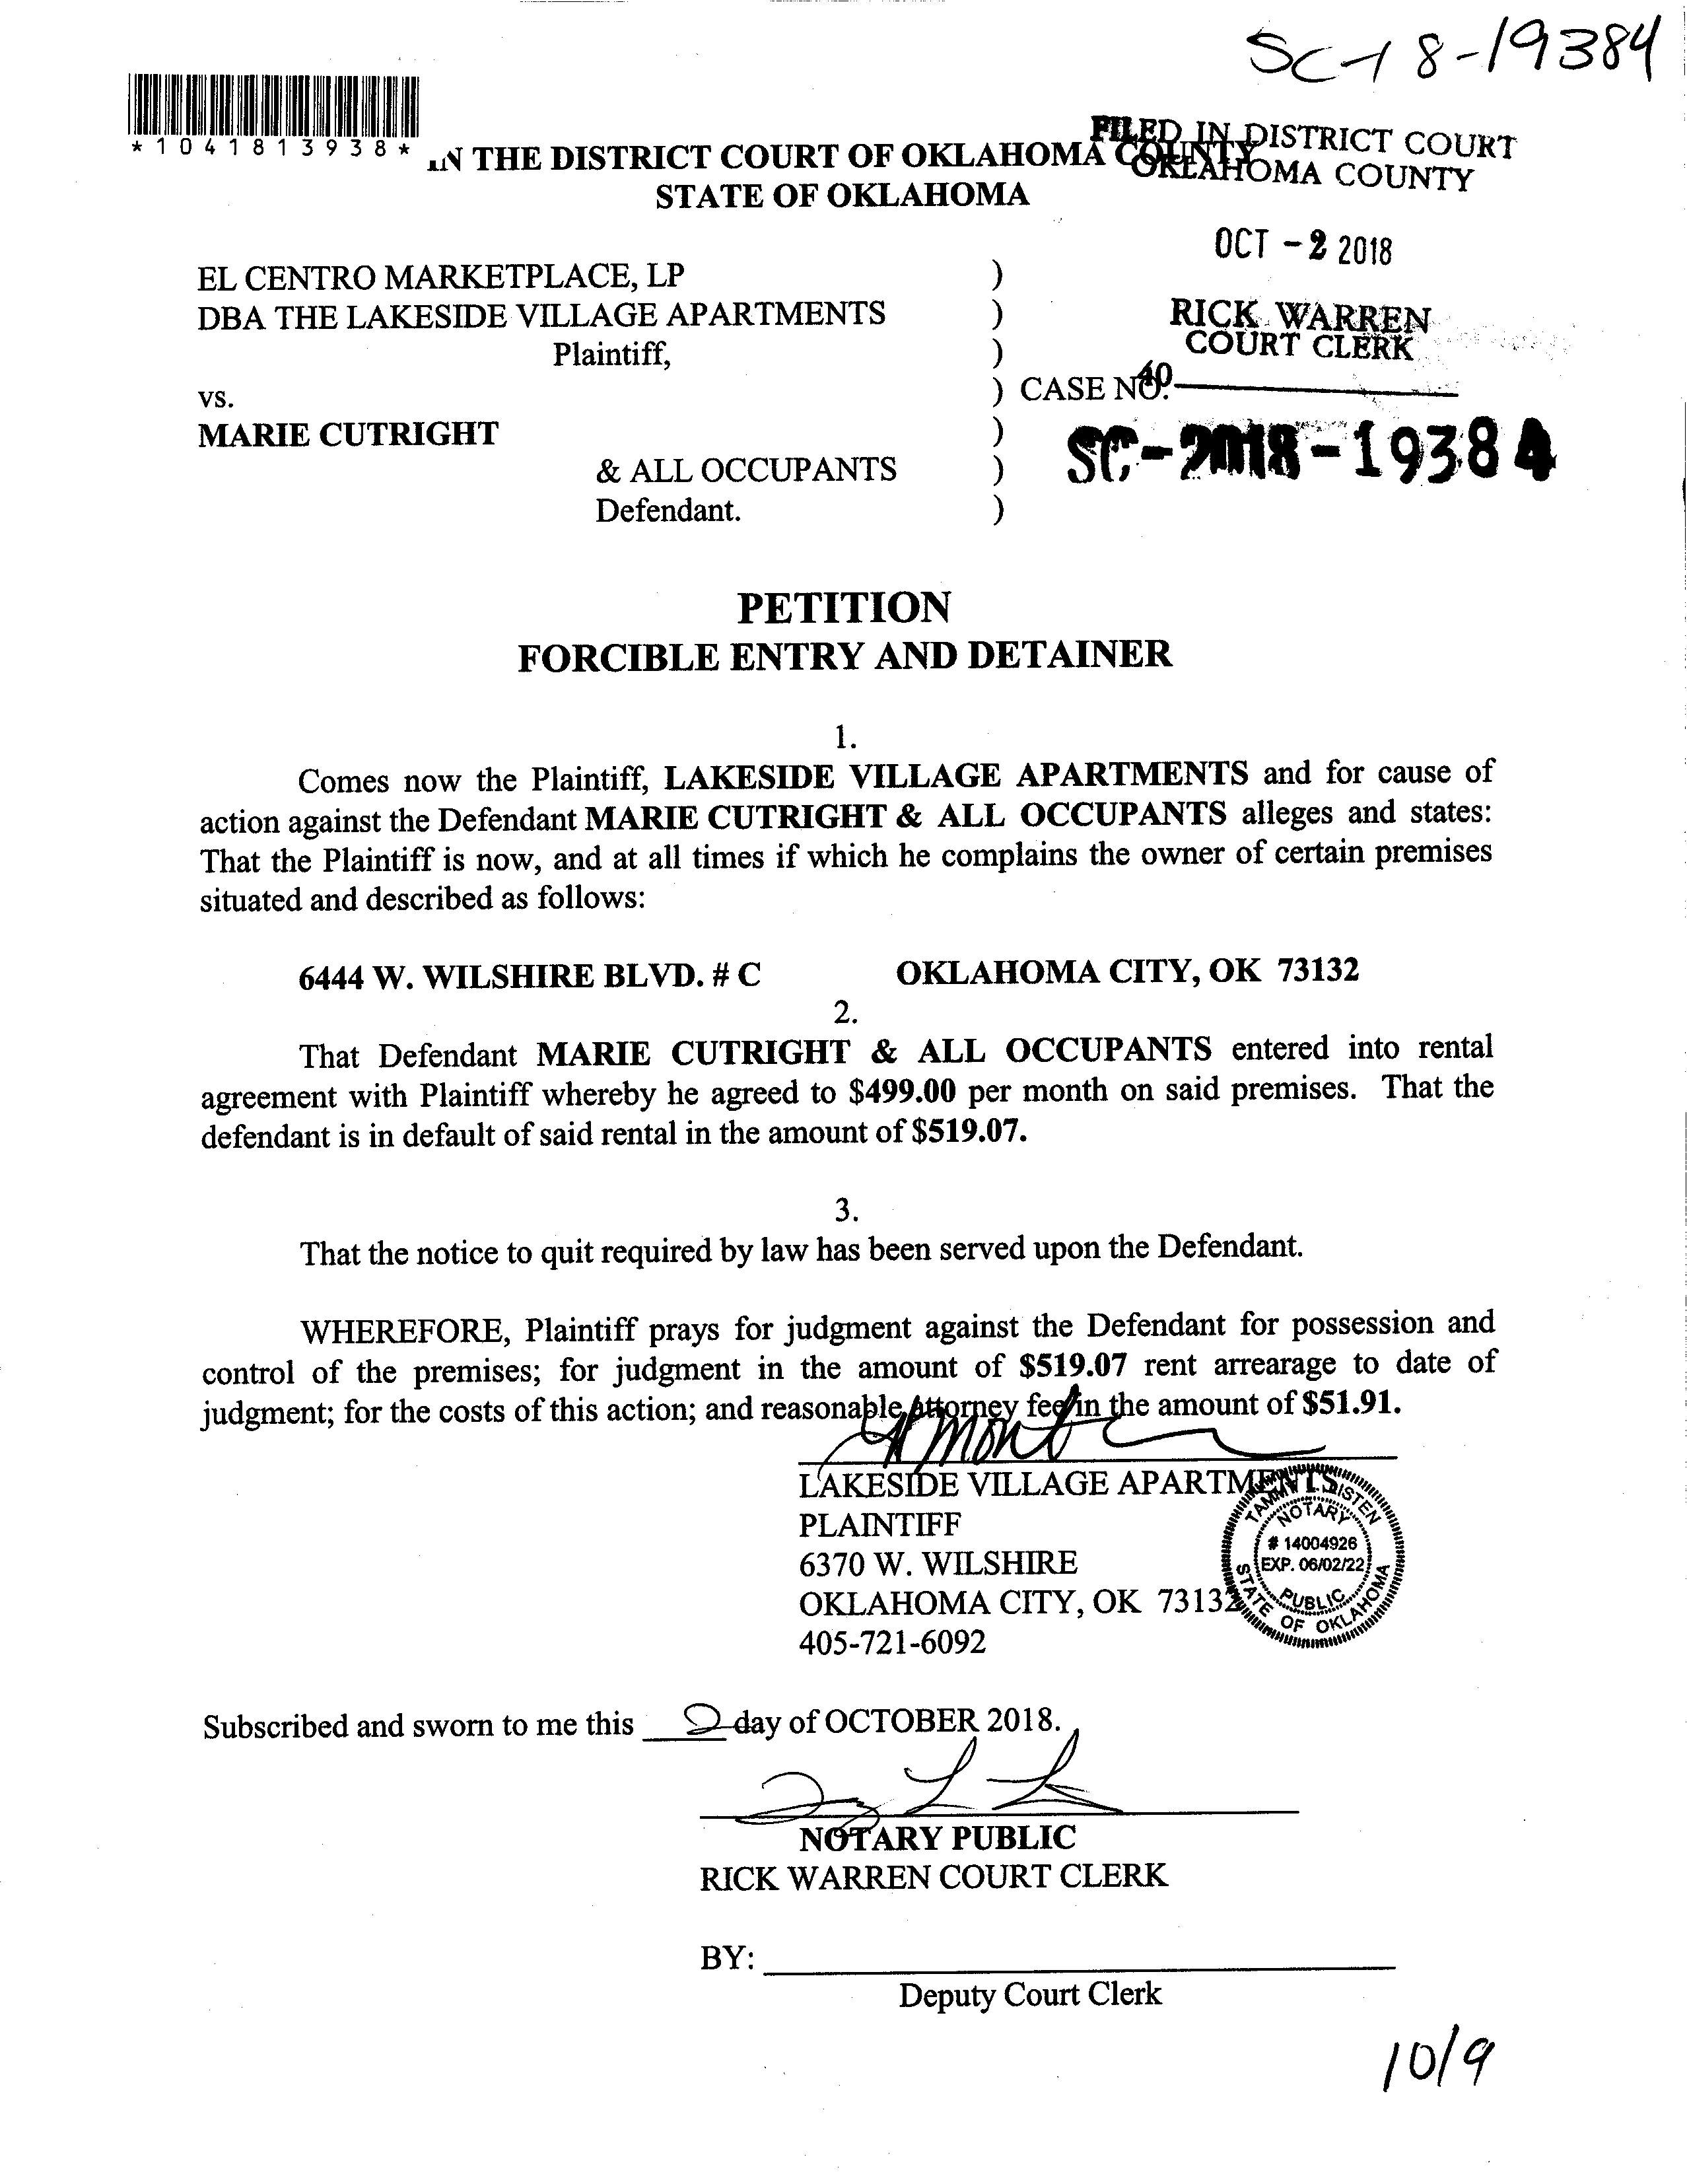 SC-18-19384
*1041813938*
IN THE DISTRICT COURT OF OKLAHOMA COUNTY
STATE OF OKLAHOMA
FILED IN DISTRICT COURT
OKLAHOMA COUNTY
OCT -2 2018
RICK WARREN
COURT CLERK
40
EL CENTRO MARKETPLACE, LP )
DBA THE LAKESIDE VILLAGE APARTMENTS )
Plaintiff, )
vs. ) CASE NO.
MARIE CUTRIGHT )
& ALL OCCUPANTS )
Defendant. )
SC-2018-19384
PETITION
FORCIBLE ENTRY AND DETAINER
1.
Comes now the Plaintiff, LAKESIDE VILLAGE APARTMENTS and for cause of
action against the Defendant MARIE CUTRIGHT & ALL OCCUPANTS alleges and states:
That the Plaintiff is now, and at all times if which he complains the owner of certain premises
situated and described as follows:
6444 W. WILSHIRE BLVD. # C OKLAHOMA CITY, OK 73132
2.
That Defendant MARIE CUTRIGHT & ALL OCCUPANTS entered into rental
agreement with Plaintiff whereby he agreed to $499.00 per month on said premises. That the
defendant is in default of said rental in the amount of $519.07.
3.
That the notice to quit required by law has been served upon the Defendant.
WHEREFORE, Plaintiff prays for judgment against the Defendant for possession and
control of the premises; for judgment in the amount of $519.07 rent arrearage to date of
judgment; for the costs of this action; and reasonable attorney fee in the amount of $51.91.
LAKESIDE VILLAGE APARTMENTS
PLAINTIFF
6370 W. WILSHIRE
OKLAHOMA CITY, OK 73132
405-721-6092
NOTARY
# 14004926
EXP. 06/02/22
PUBLIC
STATE OF OKLAHOMA
Subscribed and sworn to me this 2 day of OCTOBER 2018.
NOTARY PUBLIC
RICK WARREN COURT CLERK
BY:
Deputy Court Clerk
10/9